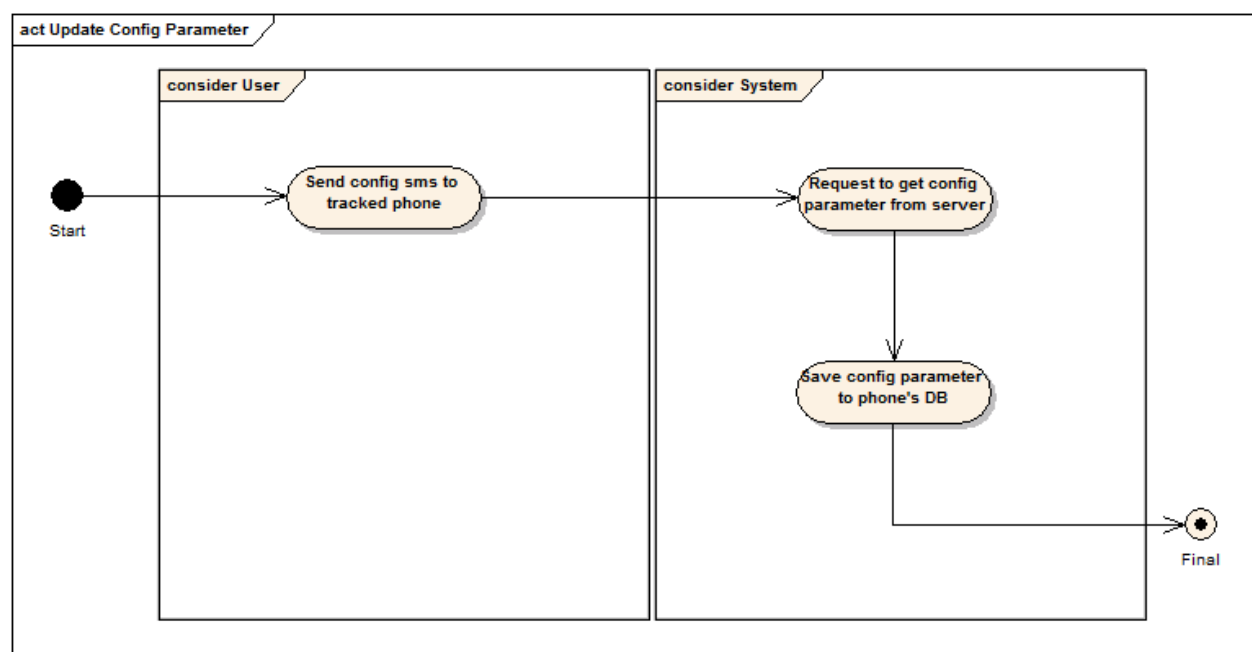 act Update Config Parameter
consider User
consider System
Send config sms to
tracked phone
Request to get config
parameter from server
Start
Save config parameter
to phone's DB
Final